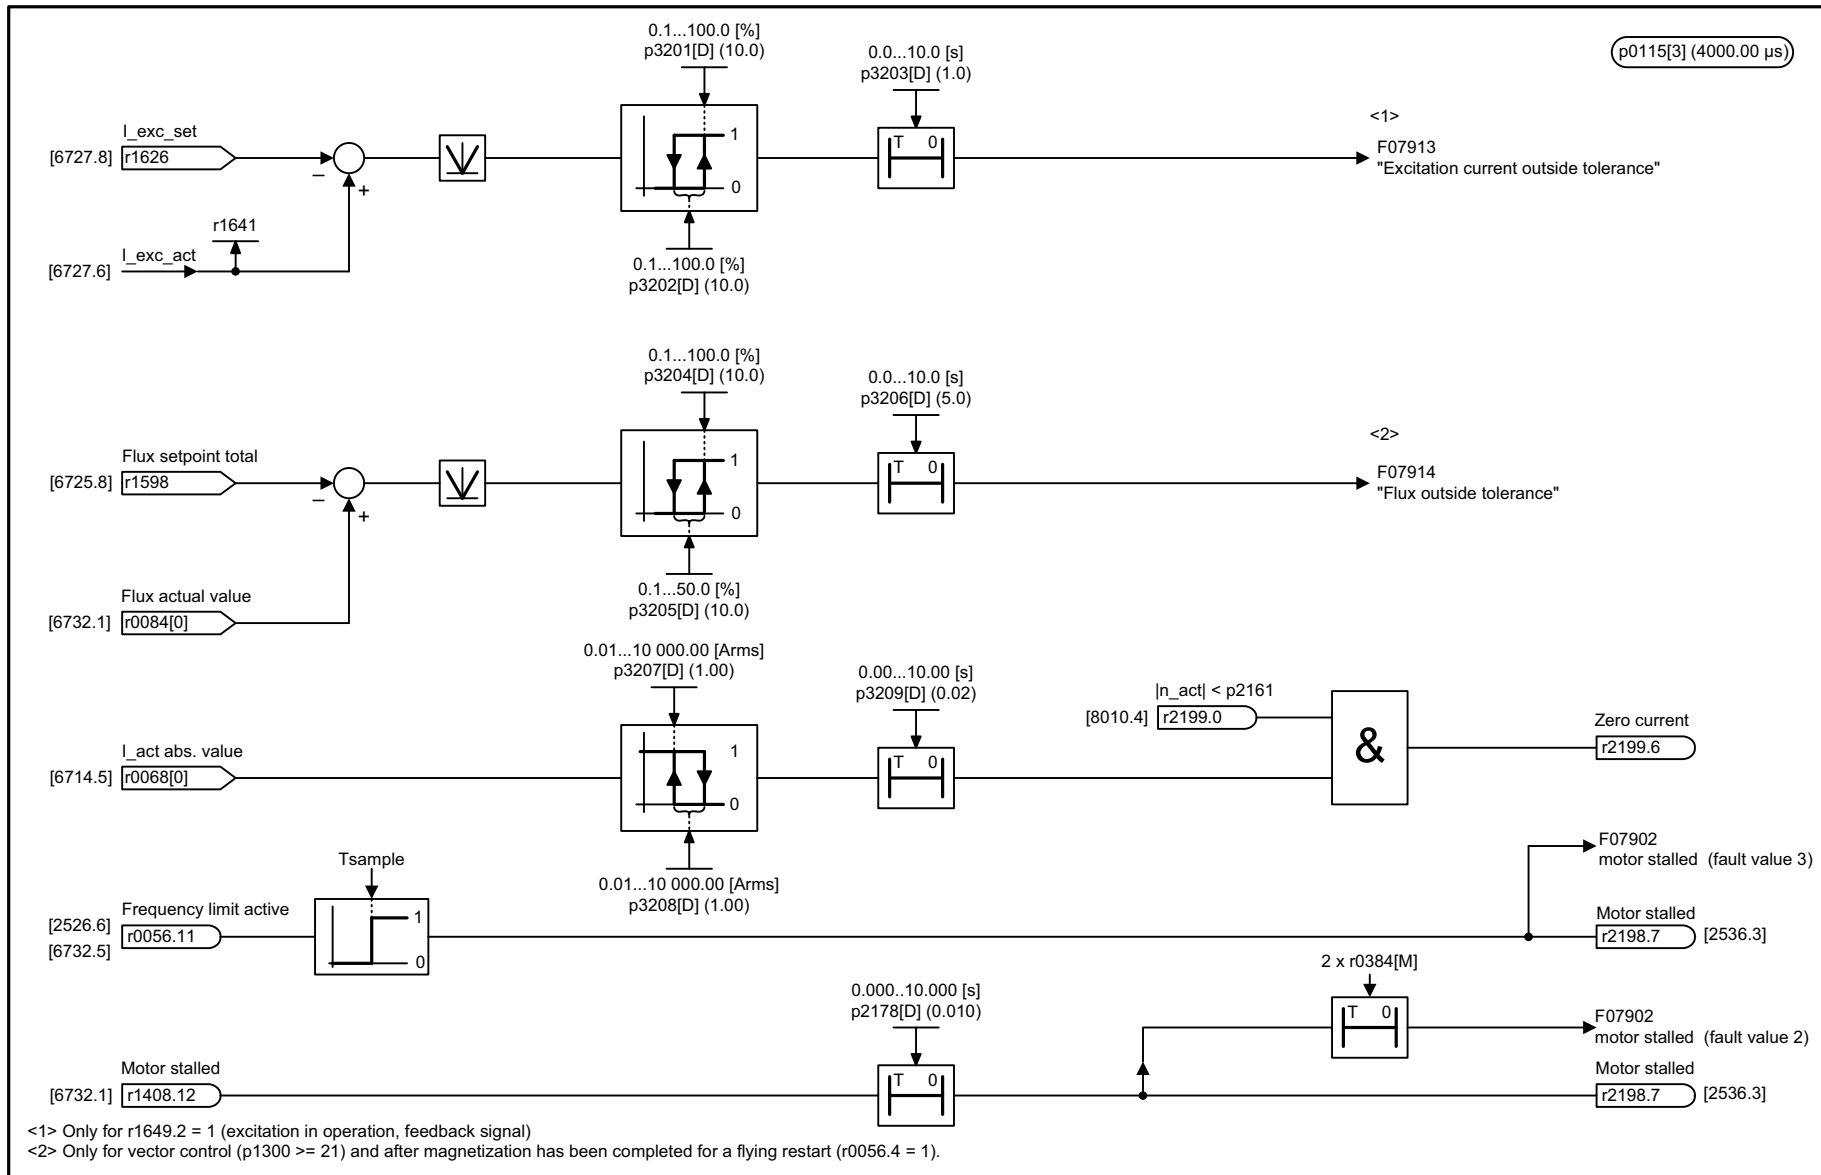 p0115[3] (4000.00 µs)
0.1...100.0 [%]
p3201[D] (10.0)
0.0...10.0 [s]
p3203[D] (1.0)
<1>
I_exc_set
[6727.8]
r1626
–
+
1
0
T 0
F07913
"Excitation current outside tolerance"
r1641
[6727.6]
I_exc_act
0.1...100.0 [%]
p3202[D] (10.0)
0.1...100.0 [%]
p3204[D] (10.0)
0.0...10.0 [s]
p3206[D] (5.0)
<2>
Flux setpoint total
[6725.8]
r1598
–
+
1
0
T 0
F07914
"Flux outside tolerance"
0.1...50.0 [%]
p3205[D] (10.0)
Flux actual value
[6732.1]
r0084[0]
0.01...10 000.00 [Arms]
p3207[D] (1.00)
0.00...10.00 [s]
p3209[D] (0.02)
|n_act| < p2161
[8010.4]
r2199.0
I_act abs. value
[6714.5]
r0068[0]
1
0
T 0
&
Zero current
r2199.6
0.01...10 000.00 [Arms]
p3208[D] (1.00)
Tsample
F07902
motor stalled (fault value 3)
Frequency limit active
[2526.6]
[6732.5]
r0056.11
1
0
Motor stalled
r2198.7
[2536.3]
2 x r0384[M]
T 0
F07902
motor stalled (fault value 2)
0.000..10.000 [s]
p2178[D] (0.010)
Motor stalled
[6732.1]
r1408.12
T 0
Motor stalled
r2198.7
[2536.3]
<1> Only for r1649.2 = 1 (excitation in operation, feedback signal)
<2> Only for vector control (p1300 >= 21) and after magnetization has been completed for a flying restart (r0056.4 = 1).